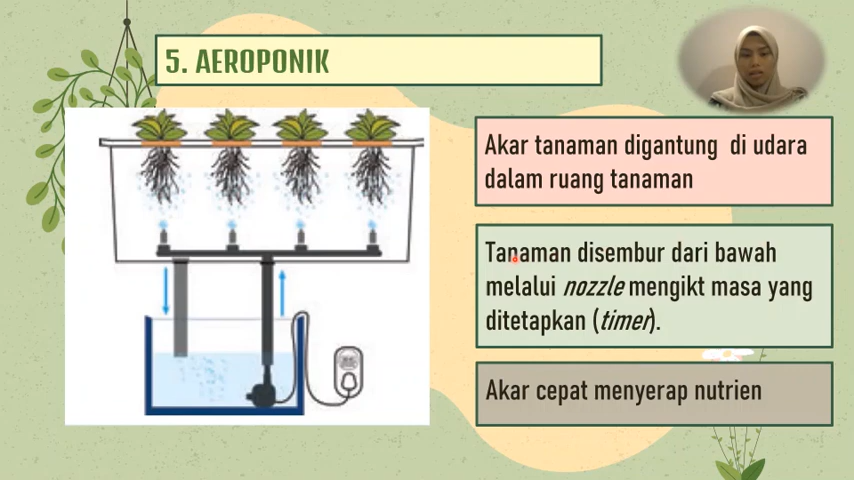 5. AEROPONIK
Akar tanaman digantung di udara
dalam ruang tanaman
Tanaman disembur dari bawah
melalui nozzle mengikt masa yang
ditetapkan (timer).
Akar cepat menyerap nutrien